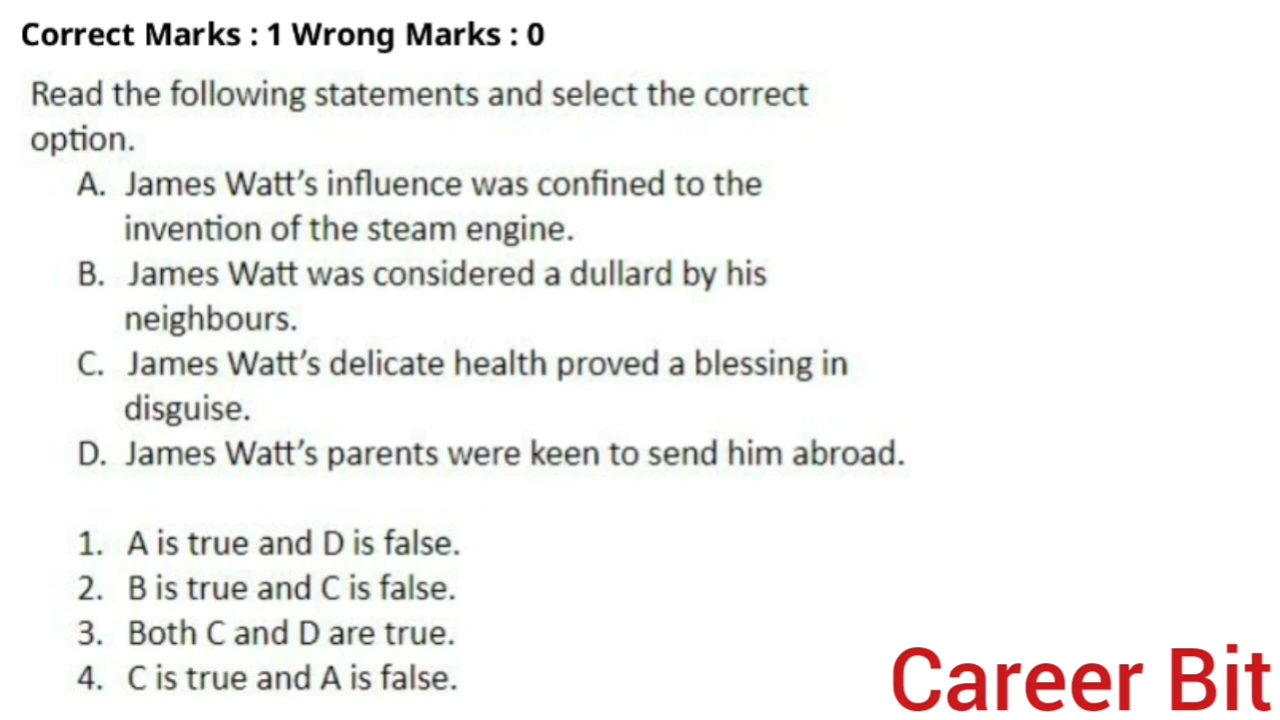 Correct Marks : 1 Wrong Marks : 0
Read the following statements and select the correct
option.
A. James Watt's influence was confined to the
invention of the steam engine.
B. James Watt was considered a dullard by his
neighbours.
C. James Watt's delicate health proved a blessing in
disguise.
D. James Watt's parents were keen to send him abroad.
1. A is true and D is false.
2. B is true and C is false.
3. Both C and D are true.
4. C is true and A is false.
Career Bit